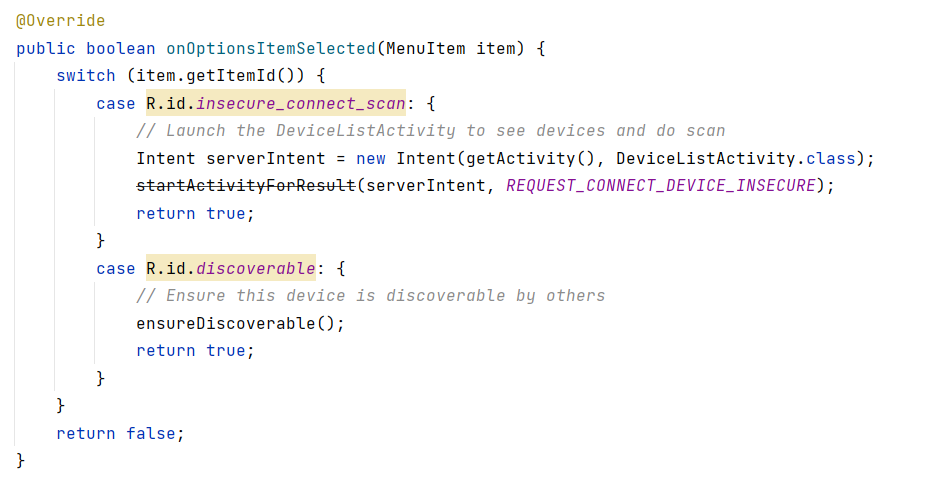 @Override
public boolean onOptionsItemSelected(MenuItem item) {
    switch (item.getItemId()) {
        case R.id.insecure_connect_scan: {
            // Launch the DeviceListActivity to see devices and do scan
            Intent serverIntent = new Intent(getActivity(), DeviceListActivity.class);
            startActivityForResult(serverIntent, REQUEST_CONNECT_DEVICE_INSECURE);
            return true;
        }
        case R.id.discoverable: {
            // Ensure this device is discoverable by others
            ensureDiscoverable();
            return true;
        }
    }
    return false;
}